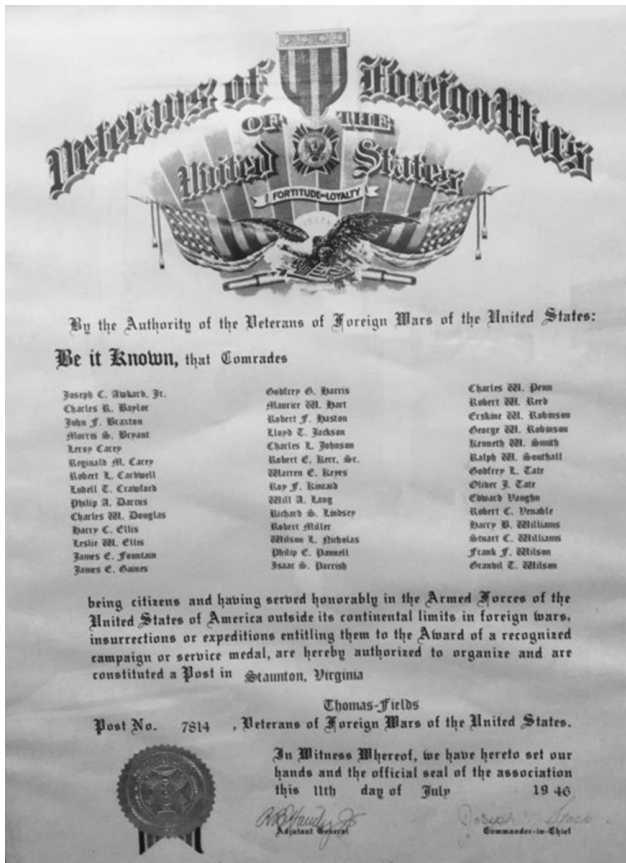 Veterans of Foreign Wars
OF THE
United States
FORTITUDE—LOYALTY
By the Authority of the Veterans of Foreign Wars of the United States:
Be it Known, that Comrades
Joseph C. Awkard, Jr.
Charles R. Baylor
John F. Braxton
Morris S. Bryant
Leroy Carey
Reginald M. Carey
Robert L. Cardwell
Ludell T. Crawford
Philip A. Darcus
Charles W. Douglas
Harry C. Ellis
Leslie W. Ellis
James E. Fountain
James E. Gaines
Godfrey G. Harris
Maurice W. Hart
Robert F. Haston
Lloyd T. Jackson
Charles L. Johnson
Robert E. Kerr, Sr.
Warren E. Keyes
Ray F. Kincaid
Will A. Lang
Richard S. Lindsey
Robert Miller
Wilson L. Nicholas
Philip E. Pannell
Isaac S. Parrish
Charles W. Penn
Robert W. Reed
Erskine W. Robinson
George W. Robinson
Kenneth W. Smith
Ralph W. Southall
Godfrey L. Tate
Oliver J. Tate
Edward Vaughn
Robert C. Venable
Harry B. Williams
Stuart C. Williams
Frank F. Wilson
Granvil T. Wilson
being citizens and having served honorably in the Armed Forces of the
United States of America outside its continental limits in foreign wars,
insurrections or expeditions entitling them to the Award of a recognized
campaign or service medal, are hereby authorized to organize and are
constituted a Post in Staunton, Virginia
Thomas-Fields
Post No. 7814 , Veterans of Foreign Wars of the United States.
In Witness Whereof, we have hereto set our
hands and the official seal of the association
this 11th day of July 1946
Joseph M. Stack
Adjutant General
Commander-in-Chief